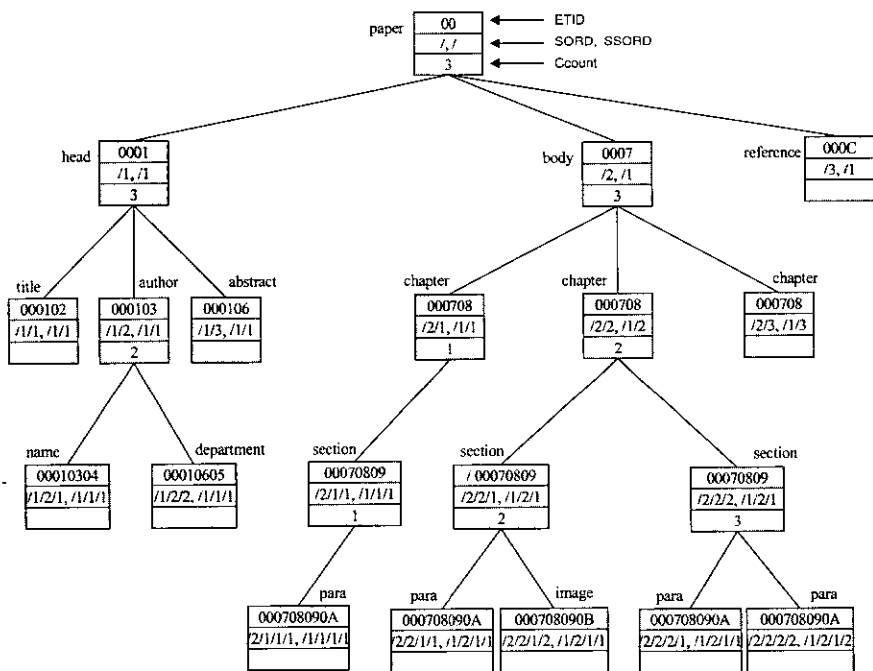 paper
00
ETID
/, /
SORD, SSORD
3
Ccount
head
0001
/1, /1
3
body
0007
/2, /1
3
reference
000C
/3, /1
title
000102
/1/1, /1/1
author
000103
/1/2, /1/1
2
abstract
000106
/1/3, /1/1
chapter
000708
/2/1, /1/1
1
chapter
000708
/2/2, /1/2
2
chapter
000708
/2/3, /1/3
name
00010304
/1/2/1, /1/1/1
department
00010605
/1/2/2, /1/1/1
section
00070809
/2/1/1, /1/1/1
1
section
/ 00070809
/2/2/1, /1/2/1
2
section
00070809
/2/2/2, /1/2/1
3
para
000708090A
/2/1/1/1, /1/1/1/1
para
000708090A
/2/2/1/1, /1/2/1/1
image
000708090B
/2/2/1/2, /1/2/1/1
para
000708090A
/2/2/2/1, /1/2/1/1
para
000708090A
/2/2/2/2, /1/2/1/2